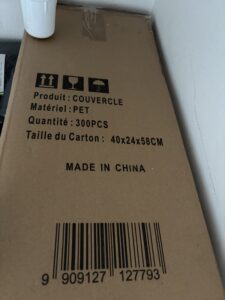 Produit : COUVERCLE
Matériel : PET
Quantité : 300PCS
Taille du Carton : 40x24x58CM
MADE IN CHINA
9 909127 127793